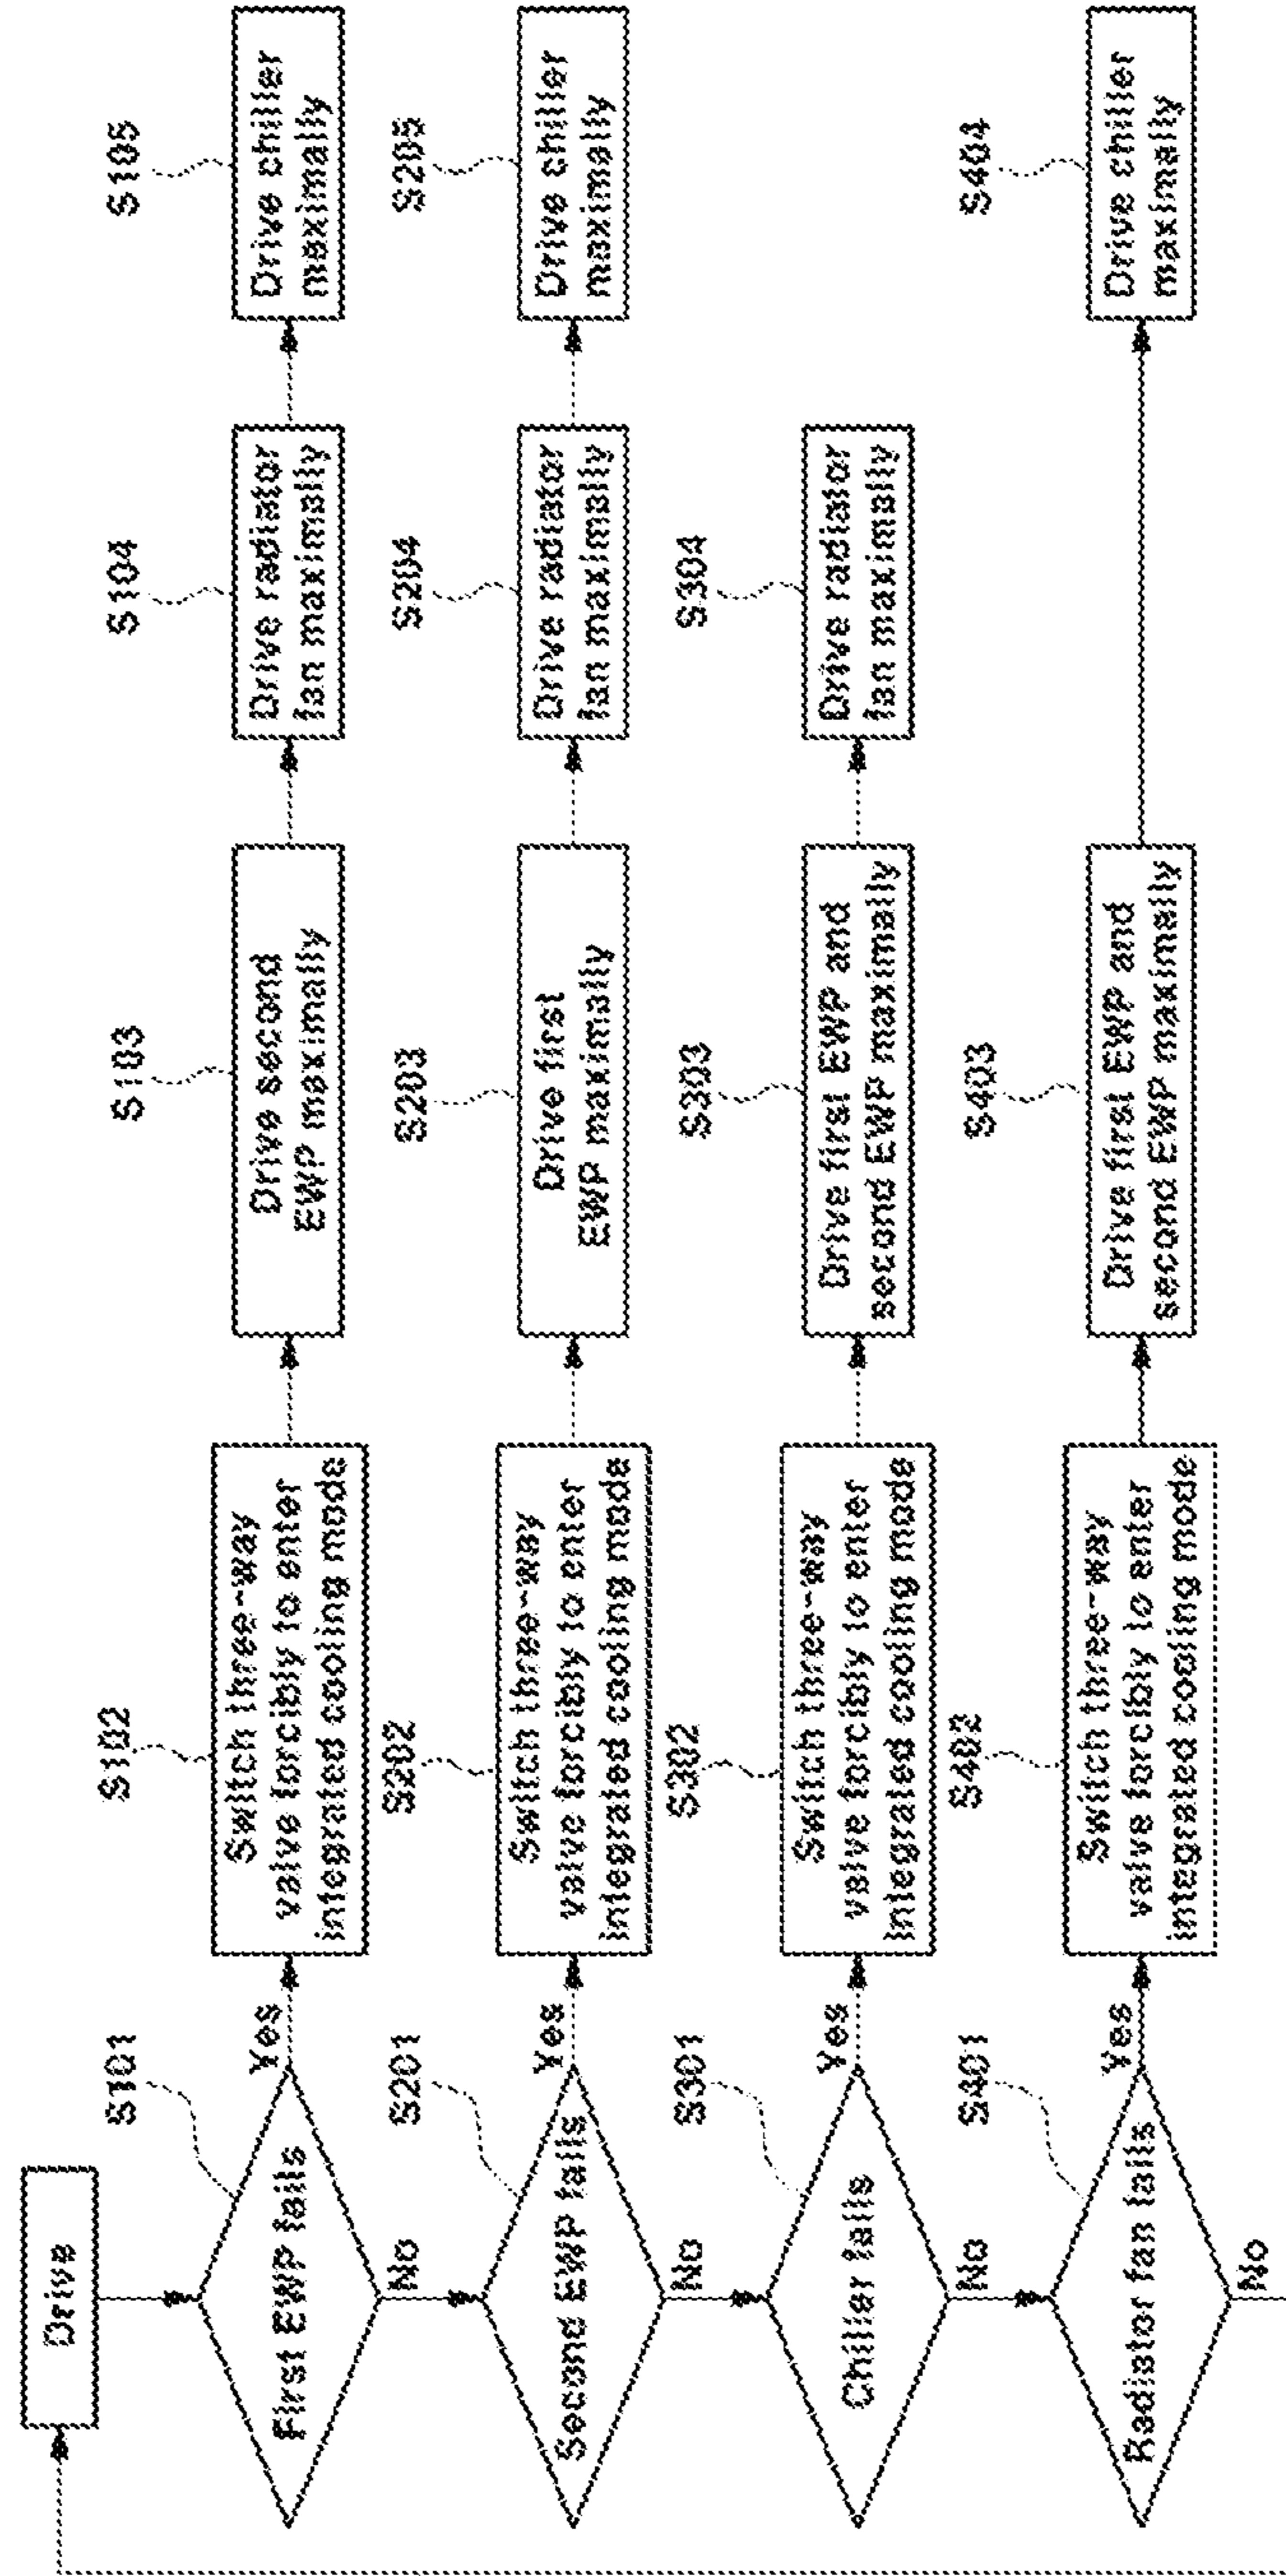 Drive
First EWP fails
S101
Yes
No
Switch three-way
valve forcibly to enter
integrated cooling mode
S102
Drive second
EWP maximally
S103
Drive radiator
fan maximally
S104
Drive chiller
maximally
S105
Second EWP fails
S201
Yes
No
Switch three-way
valve forcibly to enter
integrated cooling mode
S202
Drive first
EWP maximally
S203
Drive radiator
fan maximally
S204
Drive chiller
maximally
S205
Chiller fails
S301
Yes
No
Switch three-way
valve forcibly to enter
integrated cooling mode
S302
Drive first EWP and
second EWP maximally
S303
Drive radiator
fan maximally
S304
Radiator fan fails
S401
Yes
No
Switch three-way
valve forcibly to enter
integrated cooling mode
S402
Drive first EWP and
second EWP maximally
S403
Drive chiller
maximally
S404